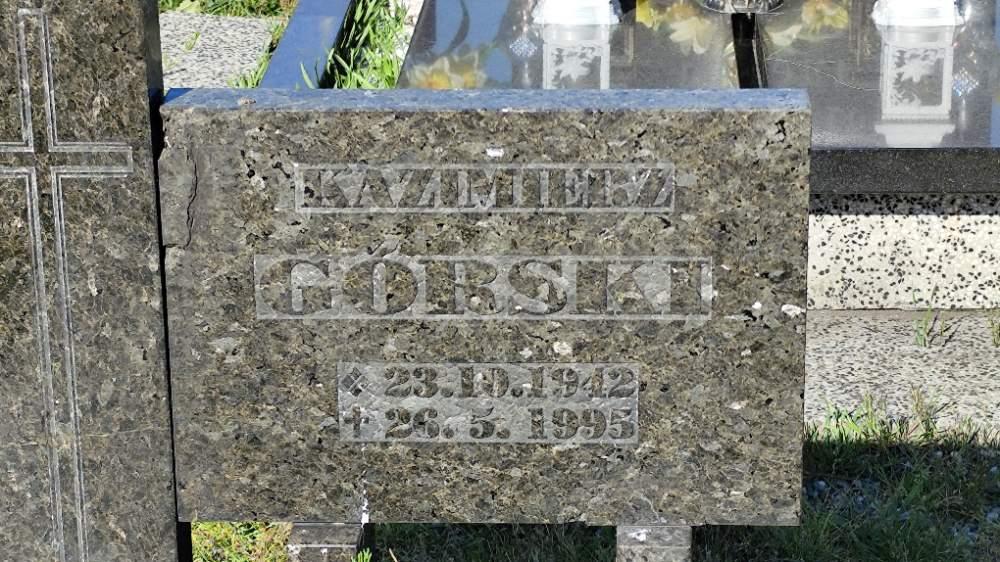 KAZIMIERZ
GÓRSKI
23.10.1942
✝ 26.5.1995